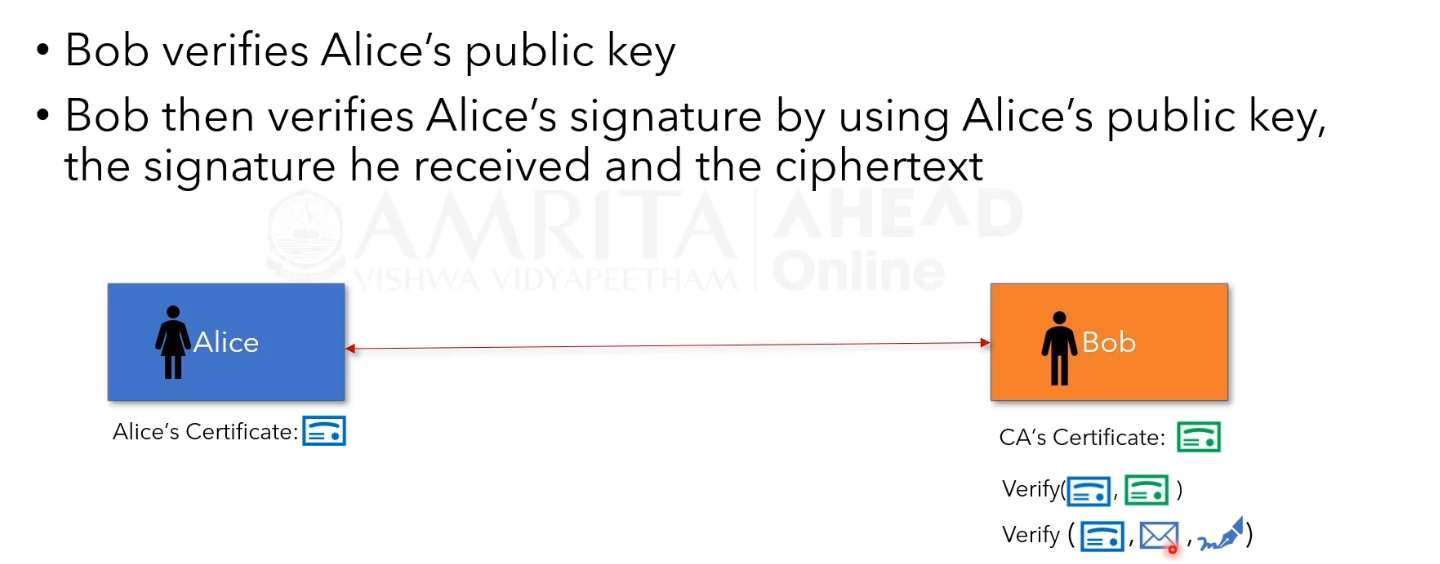 • Bob verifies Alice's public key
• Bob then verifies Alice's signature by using Alice's public key,
the signature he received and the ciphertext
AMRITA
VISHWA VIDYAPEETHAM
AHEAD
Online
Alice
Bob
Alice's Certificate:
CA's Certificate:
Verify( , )
Verify ( , , )